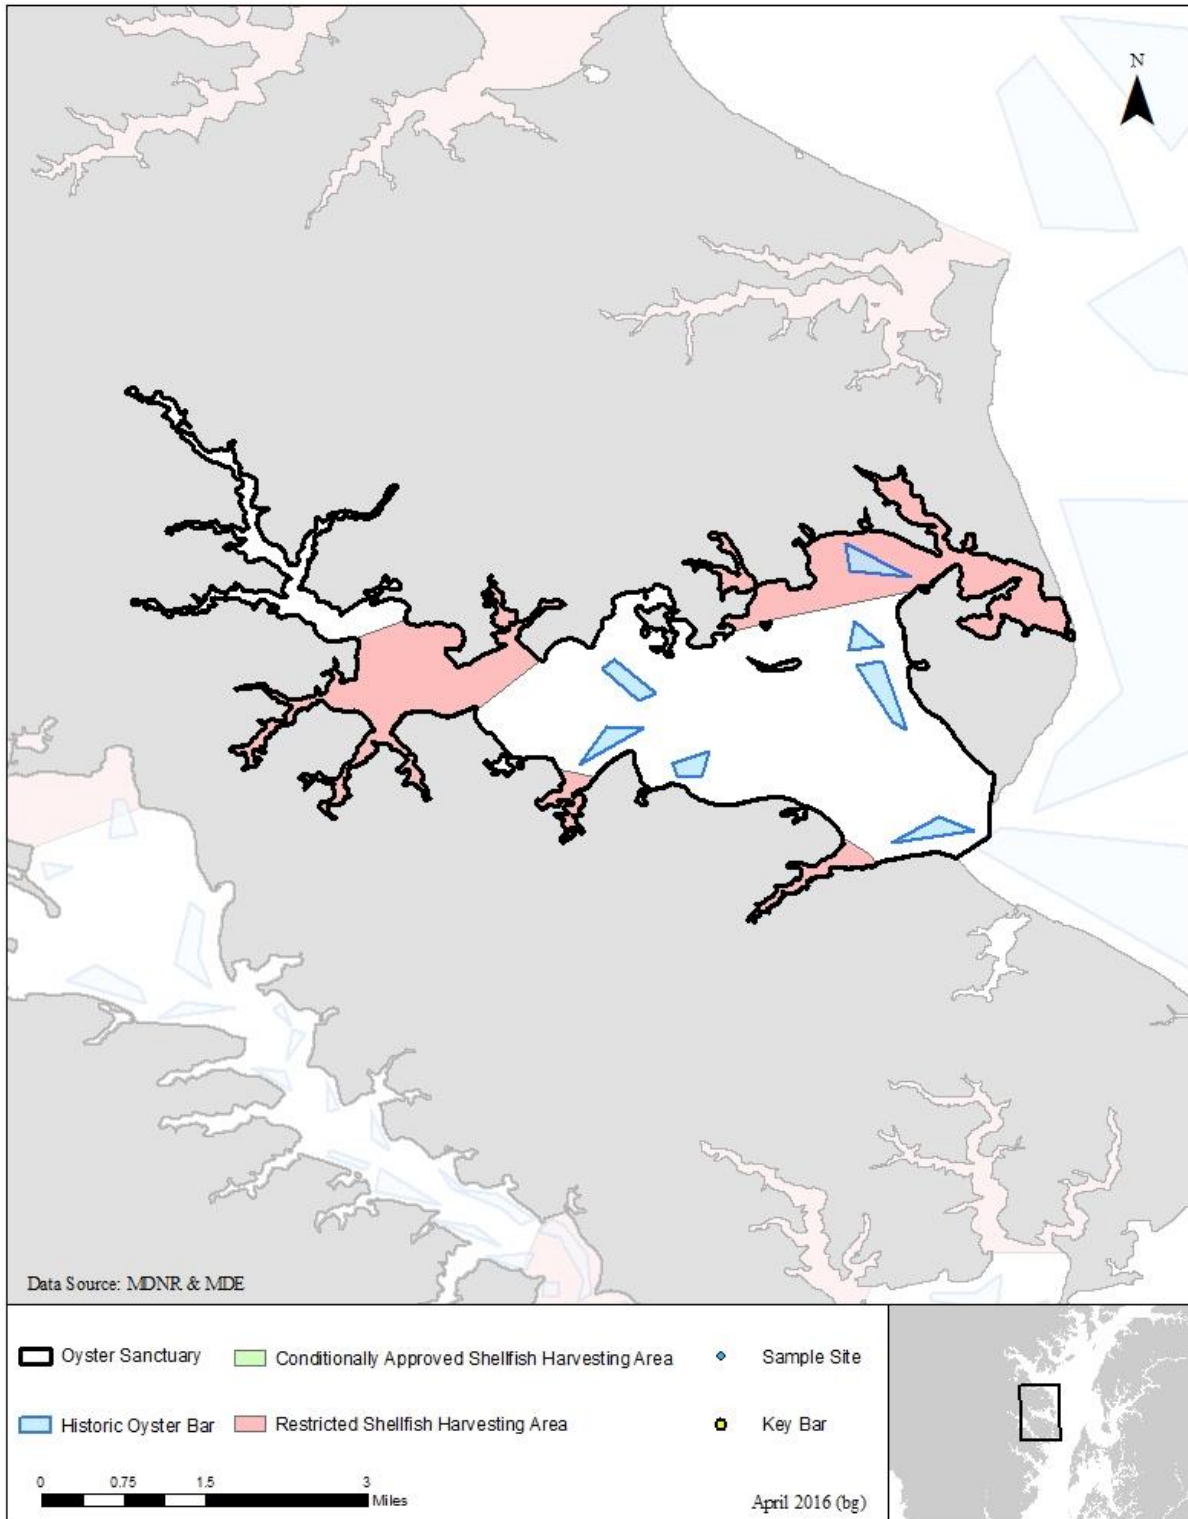 N
Data Source: MDNR & MDE
Oyster Sanctuary
Conditionally Approved Shellfish Harvesting Area
Sample Site
Historic Oyster Bar
Restricted Shellfish Harvesting Area
Key Bar
0 0.75 1.5 3
Miles
April 2016 (bg)